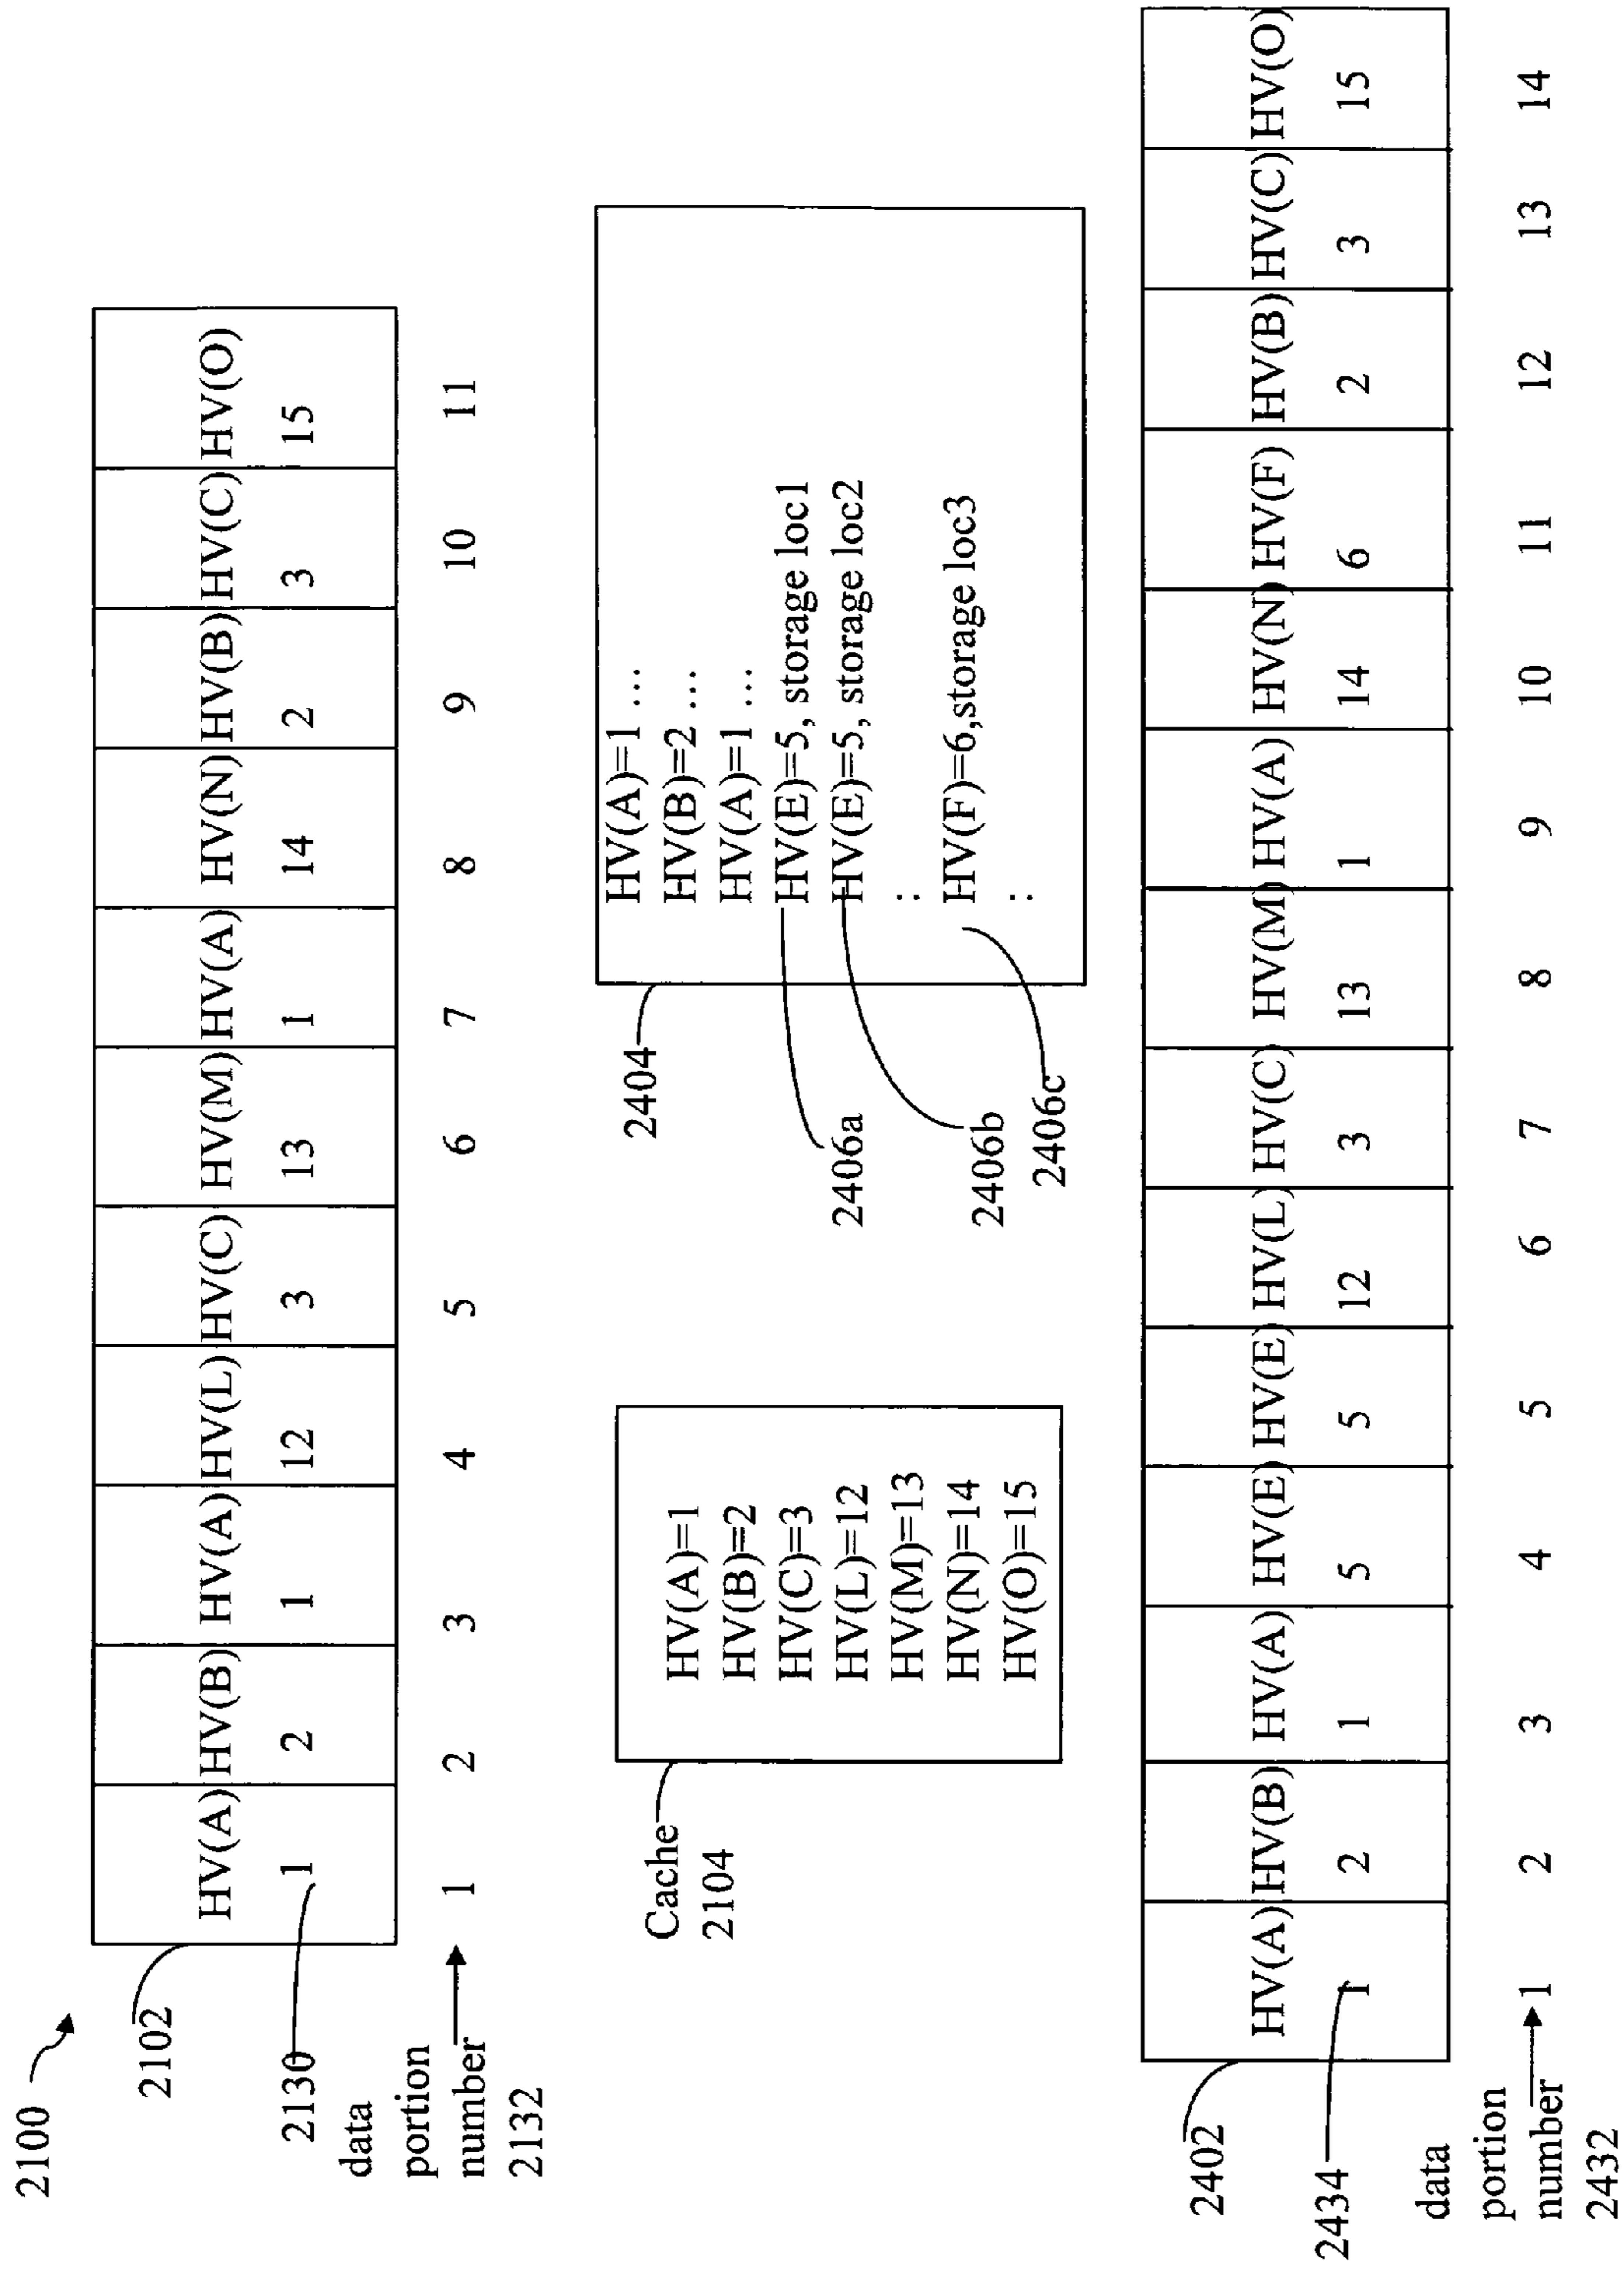 2100
2102
HV(A) HV(B) HV(A) HV(L) HV(C) HV(M) HV(A) HV(N) HV(B) HV(C) HV(O)
1 2 1 12 3 13 1 14 2 3 15
2130
data
portion
number
2132
1 2 3 4 5 6 7 8 9 10 11
Cache
2104
HV(A)=1
HV(B)=2
HV(C)=3
HV(L)=12
HV(M)=13
HV(N)=14
HV(O)=15
2404
HV(A)=1 ...
HV(B)=2 ...
HV(A)=1 ...
HV(E)=5, storage loc1
HV(E)=5, storage loc2
:
HV(F)=6,storage loc3
:
2406a
2406b
2406c
2402
HV(A) HV(B) HV(A) HV(E) HV(E) HV(L) HV(C) HV(M) HV(A) HV(N) HV(F) HV(B) HV(C) HV(O)
1 2 1 5 5 12 3 13 1 14 6 2 3 15
2434
data
portion
number
2432
1 2 3 4 5 6 7 8 9 10 11 12 13 14